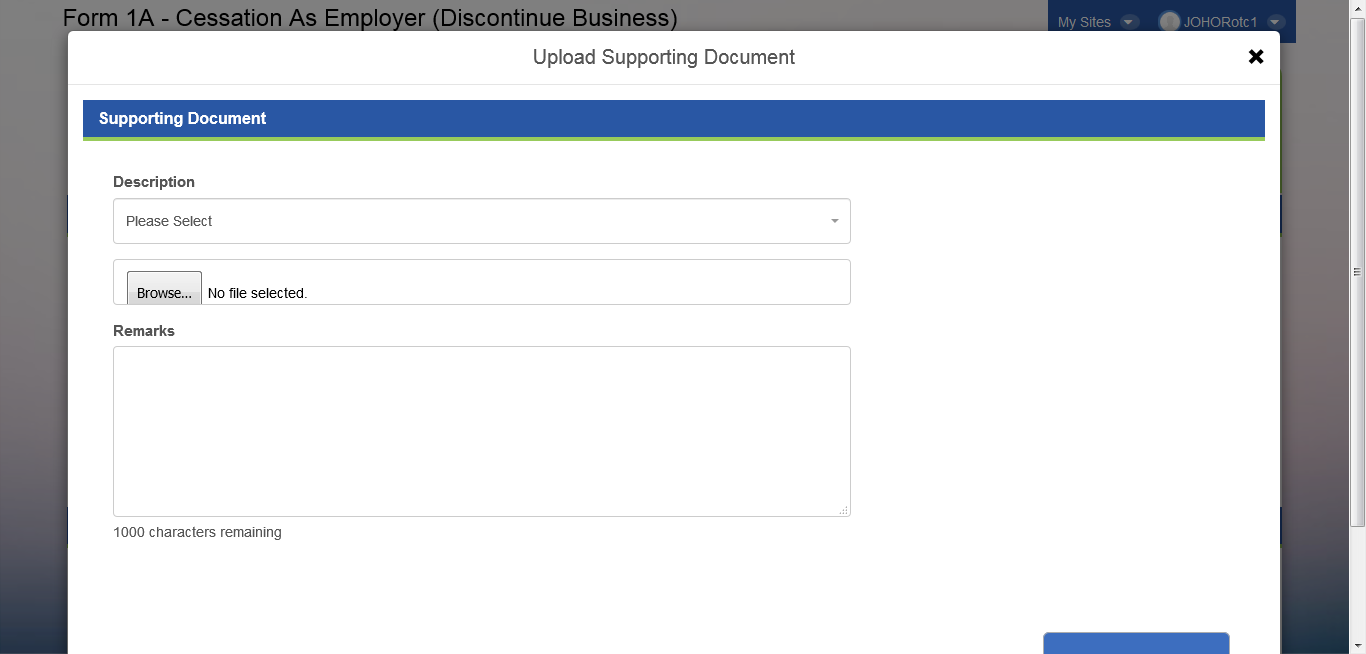 Form 1A - Cessation As Employer (Discontinue Business)
My Sites
JOHORotc1
Upload Supporting Document
Supporting Document
Description
Please Select
Browse... No file selected.
Remarks
1000 characters remaining